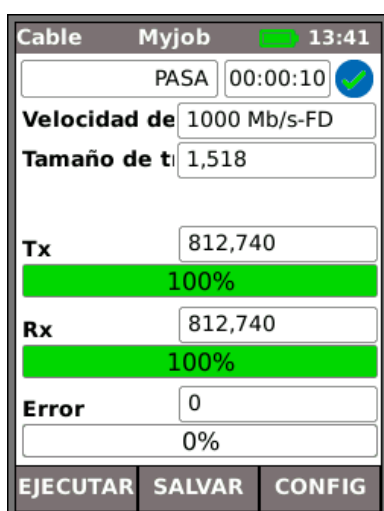 Cable Myjob 13:41
PASA 00:00:10
Velocidad de 1000 Mb/s-FD
Tamaño de t 1,518
Tx 812,740
100%
Rx 812,740
100%
Error 0
0%
EJECUTAR SALVAR CONFIG